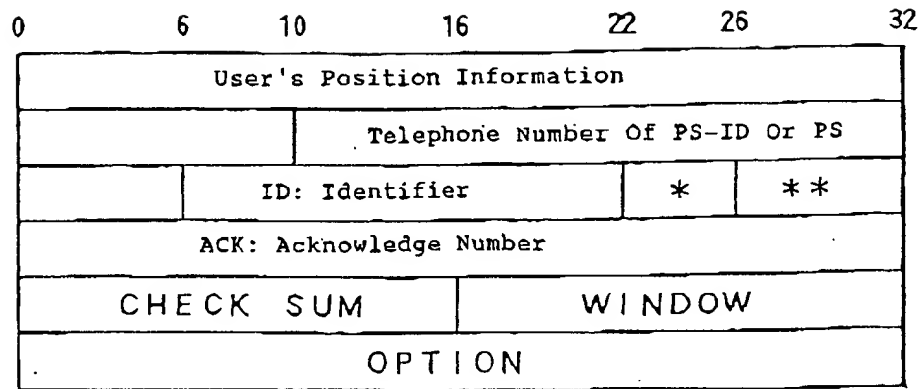 0 6 10 16 22 26 32
User's Position Information
Telephone Number Of PS-ID Or PS
ID: Identifier * **
ACK: Acknowledge Number
CHECK SUM WINDOW
OPTION